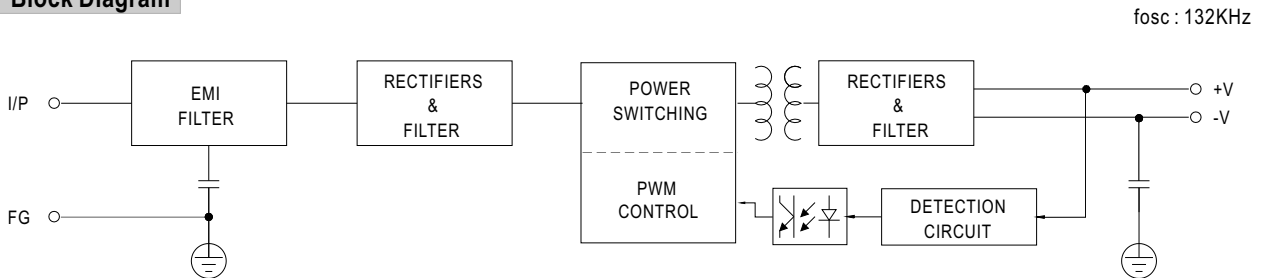 Block Diagram
fosc : 132KHz
I/P
EMI
FILTER
RECTIFIERS
&
FILTER
POWER
SWITCHING
RECTIFIERS
&
FILTER
+V
-V
FG
PWM
CONTROL
DETECTION
CIRCUIT